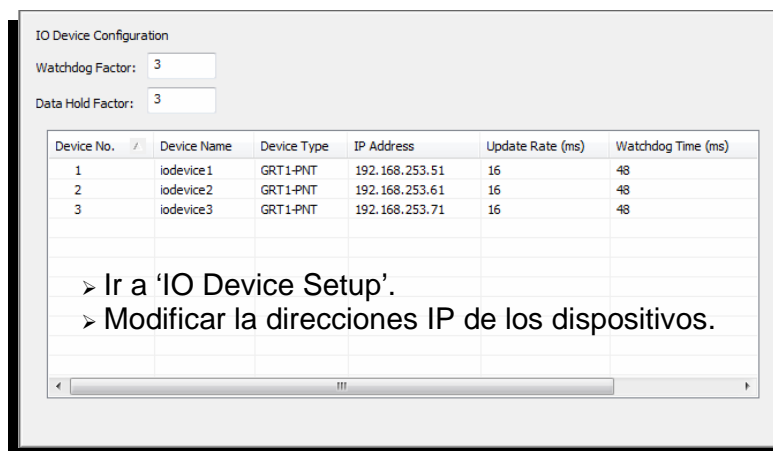 IO Device Configuration
Watchdog Factor: 3
Data Hold Factor: 3
Device No. Device Name Device Type IP Address Update Rate (ms) Watchdog Time (ms)
1 iodevice1 GRT1-PNT 192.168.253.51 16 48
2 iodevice2 GRT1-PNT 192.168.253.61 16 48
3 iodevice3 GRT1-PNT 192.168.253.71 16 48
➢ Ir a ‘IO Device Setup’.
➢ Modificar la direcciones IP de los dispositivos.